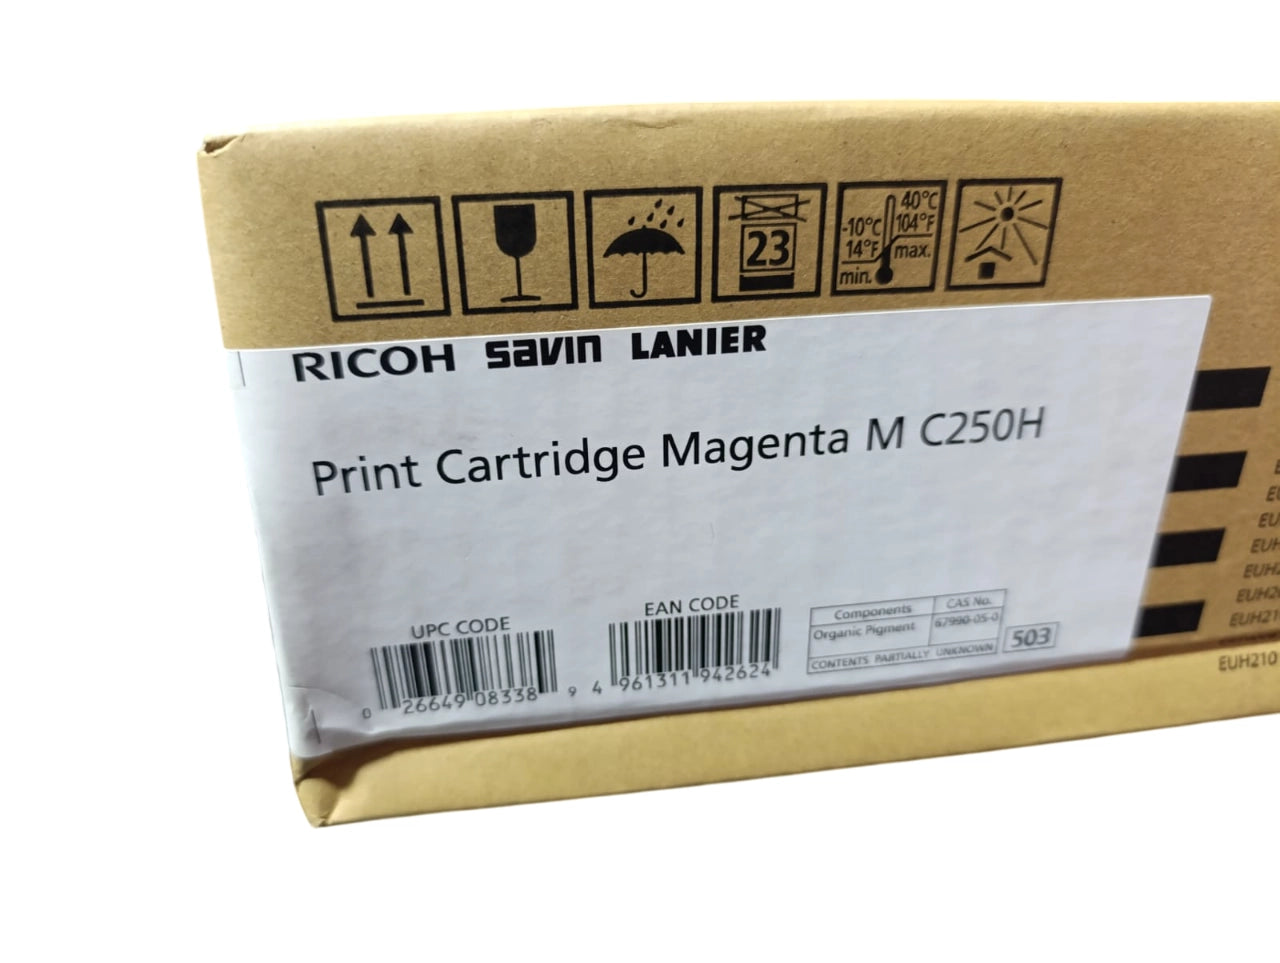 23
-10°C
14°F
min.
40°C
104°F
max.
RICOH savin LANIER
Print Cartridge Magenta M C250H
UPC CODE
0 26649 08338 9
EAN CODE
4 961311 942624
Components CAS No.
Organic Pigment 67990-05-0
CONTENTS PARTIALLY UNKNOWN
503
EUH210